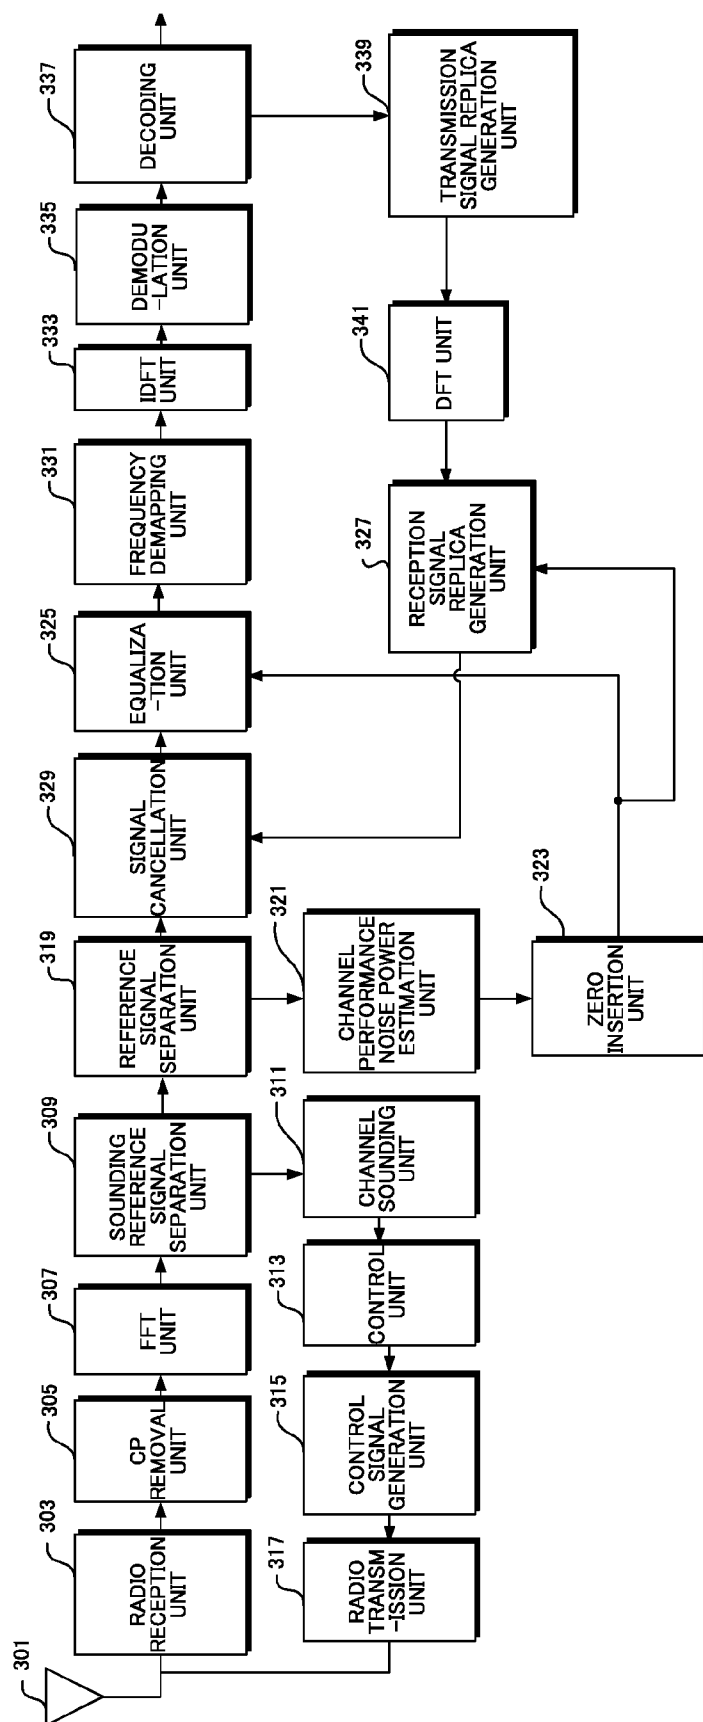 301
303
RADIO
RECEPTION
UNIT
305
CP
REMOVAL
UNIT
307
FFT
UNIT
309
SOUNDING
REFERENCE
SIGNAL
SEPARATION
UNIT
319
REFERENCE
SIGNAL
SEPARATION
UNIT
329
SIGNAL
CANCELLATION
UNIT
325
EQUALIZA
-TION
UNIT
331
FREQUENCY
DEMAPPING
UNIT
333
IDFT
UNIT
335
DEMODU
-LATION
UNIT
337
DECODING
UNIT
317
RADIO
TRANSM
-ISSION
UNIT
315
CONTROL
SIGNAL
GENERATION
UNIT
313
CONTROL
UNIT
311
CHANNEL
SOUNDING
UNIT
321
CHANNEL
PERFORMANCE
NOISE POWER
ESTIMATION
UNIT
327
RECEPTION
SIGNAL
REPLICA
GENERATION
UNIT
341
DFT UNIT
339
TRANSMISSION
SIGNAL REPLICA
GENERATION
UNIT
323
ZERO
INSERTION
UNIT